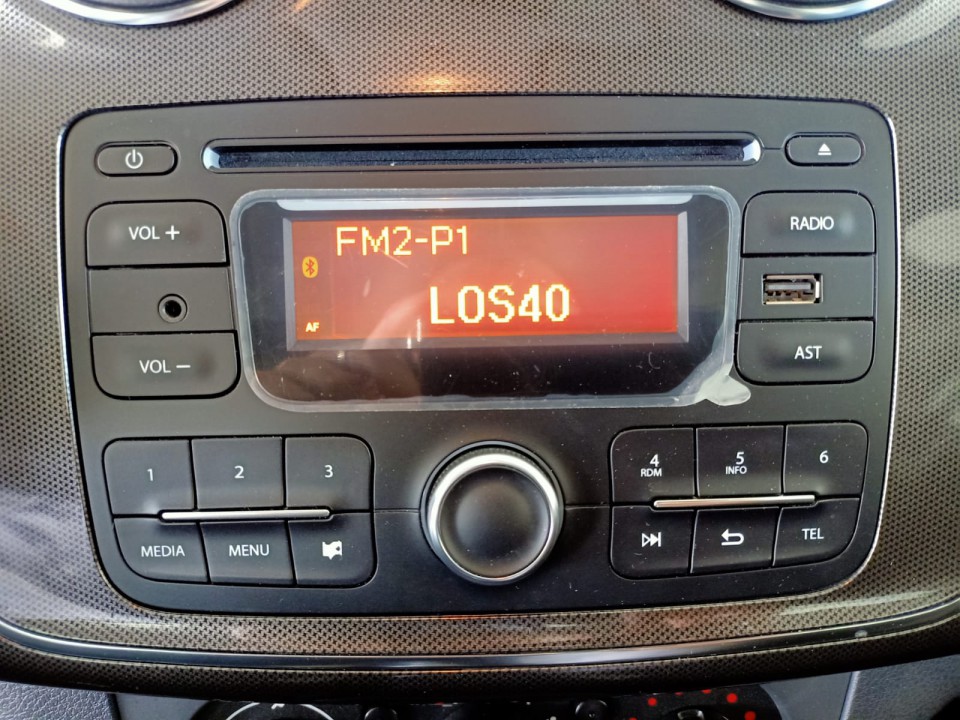 VOL +
RADIO
FM2-P1
LOS40
AF
VOL −
AST
1
2
3
4
RDM
5
INFO
6
MEDIA
MENU
TEL